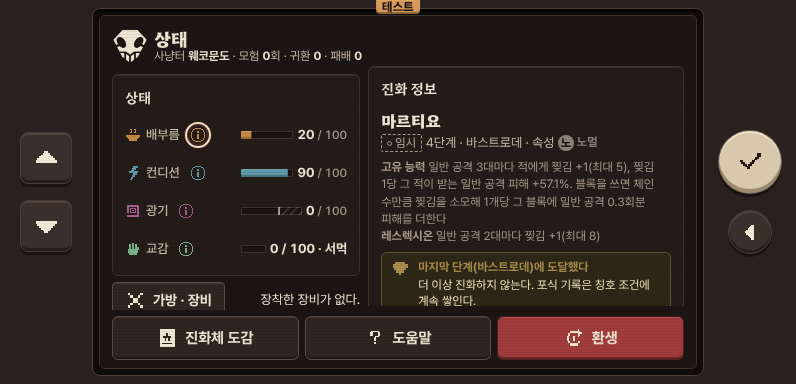 테스트
상태
사냥터 웨코문도 · 모험 0회 · 귀환 0 · 패배 0
상태
배부름 20 / 100
컨디션 90 / 100
광기 0 / 100
교감 0 / 100 · 서먹
가방 · 장비 장착한 장비가 없다.
진화 정보
마르티요
임시 4단계 · 바스트로데 · 속성 노 노멀
고유 능력 일반 공격 3대마다 적에게 찢김 +1(최대 5), 찢김
1당 그 적이 받는 일반 공격 피해 +57.1%. 블록을 쓰면 체인
수만큼 찢김을 소모해 1개당 그 블록에 일반 공격 0.3회분
피해를 더한다
레스렉시온 일반 공격 2대마다 찢김 +1(최대 8)
마지막 단계(바스트로데)에 도달했다
더 이상 진화하지 않는다. 포식 기록은 칭호 조건에
계속 쌓인다.
진화체 도감
? 도움말
환생